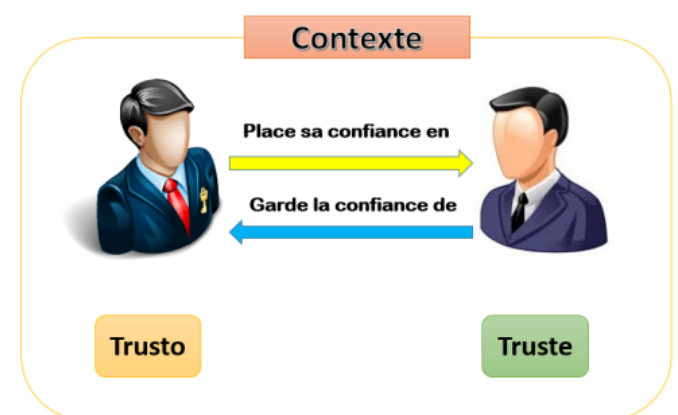 Contexte
Place sa confiance en
Garde la confiance de
Trusto
Truste